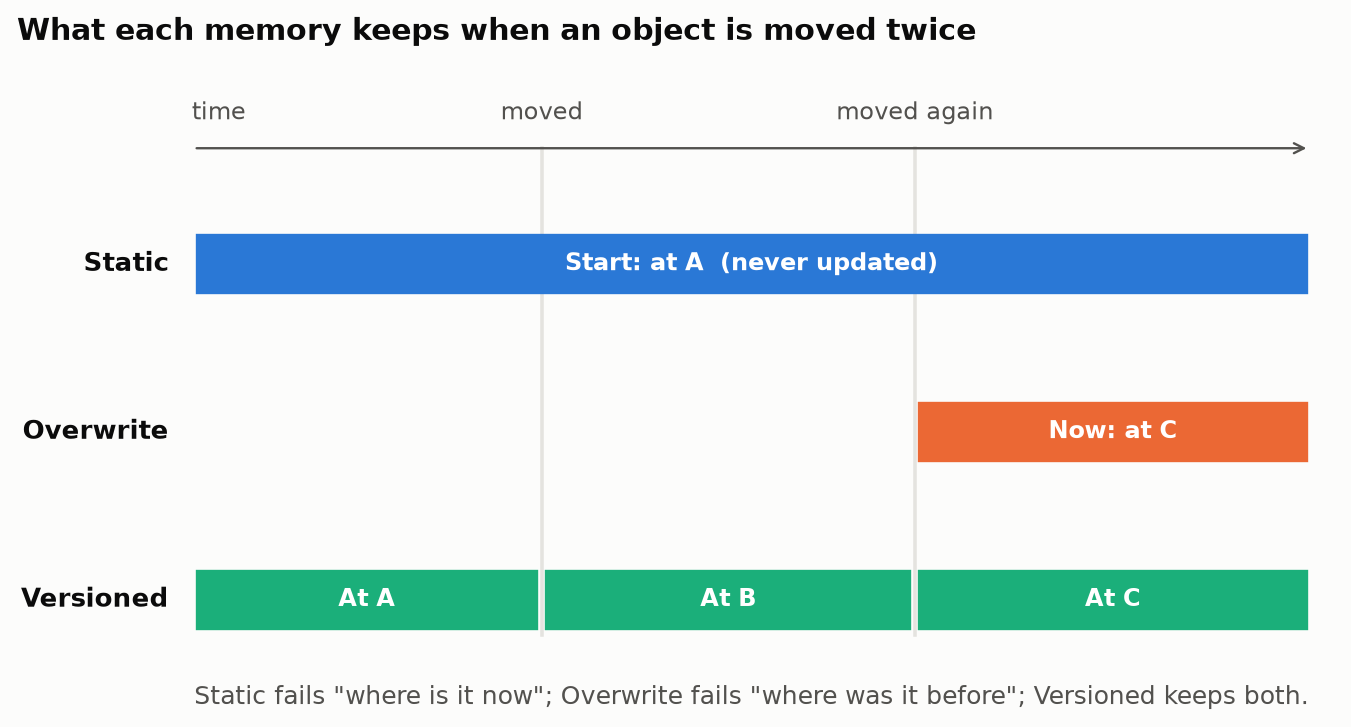 What each memory keeps when an object is moved twice
time moved moved again
Static Start: at A (never updated)
Overwrite Now: at C
Versioned At A At B At C
Static fails "where is it now"; Overwrite fails "where was it before"; Versioned keeps both.